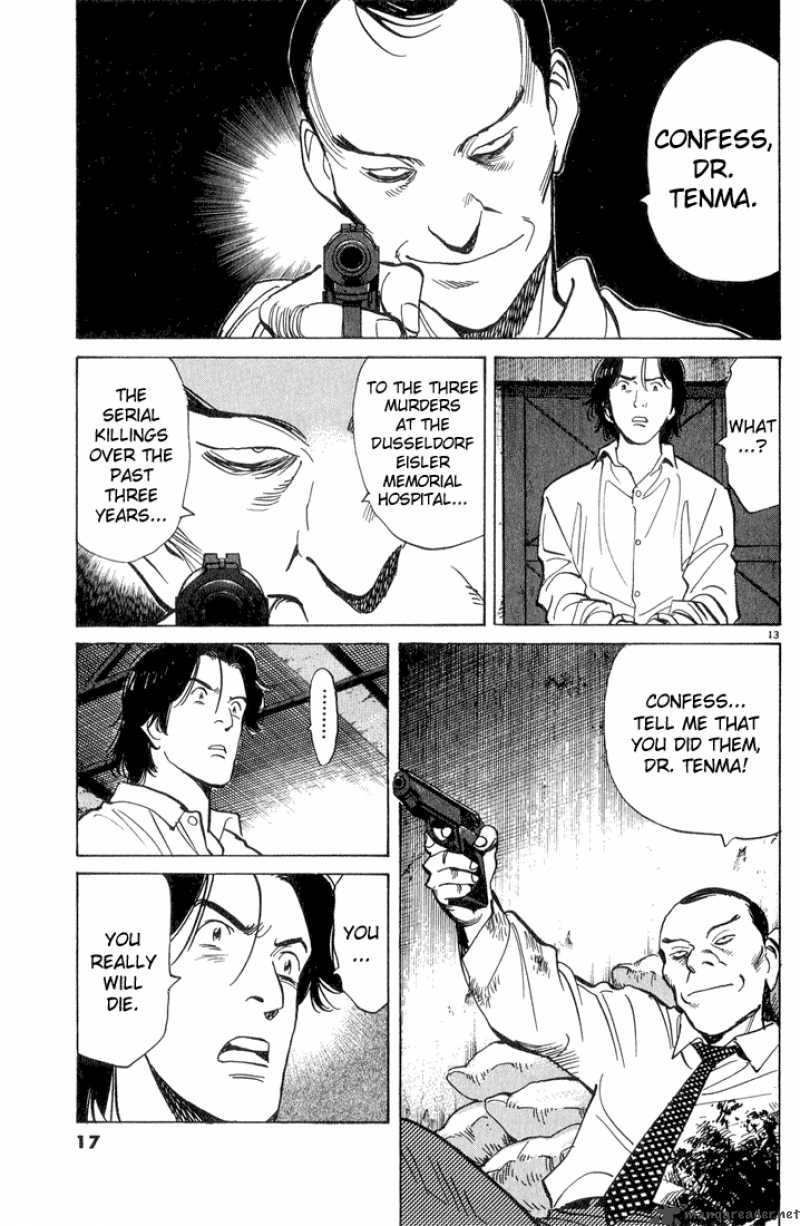 CONFESS,
DR.
TENMA.
WHAT
...?
TO THE THREE
MURDERS
AT THE
DUSSELDORF
EISLER
MEMORIAL
HOSPITAL...
THE
SERIAL
KILLINGS
OVER THE
PAST
THREE
YEARS...
13
CONFESS...
TELL ME THAT
YOU DID THEM,
DR. TENMA!
........
YOU
...
YOU
REALLY
WILL
DIE.
17
mangareader.net